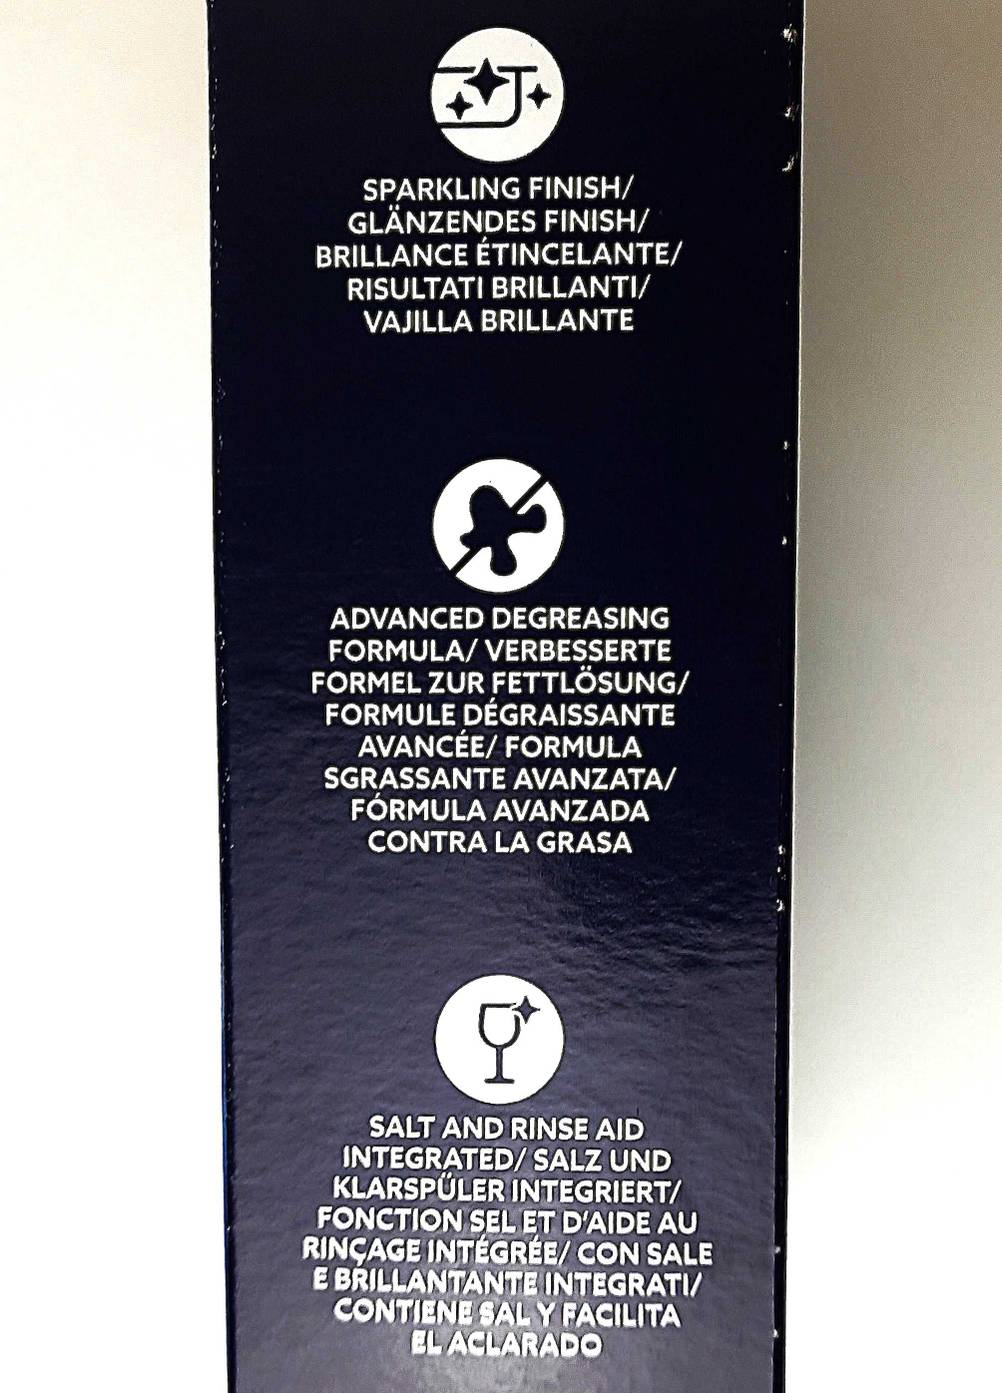 SPARKLING FINISH/
GLÄNZENDES FINISH/
BRILLANCE ÉTINCELANTE/
RISULTATI BRILLANTI/
VAJILLA BRILLANTE
ADVANCED DEGREASING
FORMULA/ VERBESSERTE
FORMEL ZUR FETTLÖSUNG/
FORMULE DÉGRAISSANTE
AVANCÉE/ FORMULA
SGRASSANTE AVANZATA/
FÓRMULA AVANZADA
CONTRA LA GRASA
SALT AND RINSE AID
INTEGRATED/ SALZ UND
KLARSPÜLER INTEGRIERT/
FONCTION SEL ET D'AIDE AU
RINÇAGE INTÉGRÉE/ CON SALE
E BRILLANTANTE INTEGRATI/
CONTIENE SAL Y FACILITA
EL ACLARADO